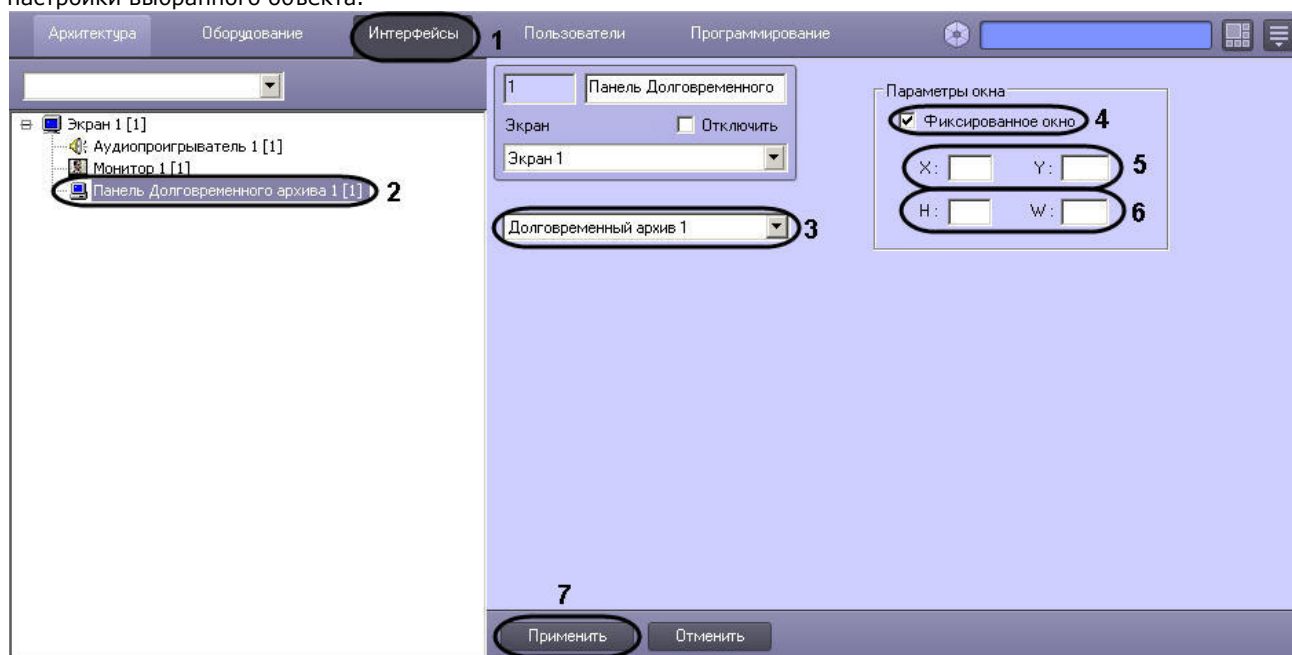 настройки выбранного объекта.
Архитектура Оборудование Интерфейсы 1 Пользователи Программирование
1 Панель Долговременного
Параметры окна
Экран 1 [1]
Экран Отключить
Фиксированное окно 4
Аудиопроигрыватель 1 [1]
Экран 1
Монитор 1 [1]
X: Y: 5
Панель Долговременного архива 1 [1] 2
H: W: 6
Долговременный архив 1 3
7
Применить Отменить